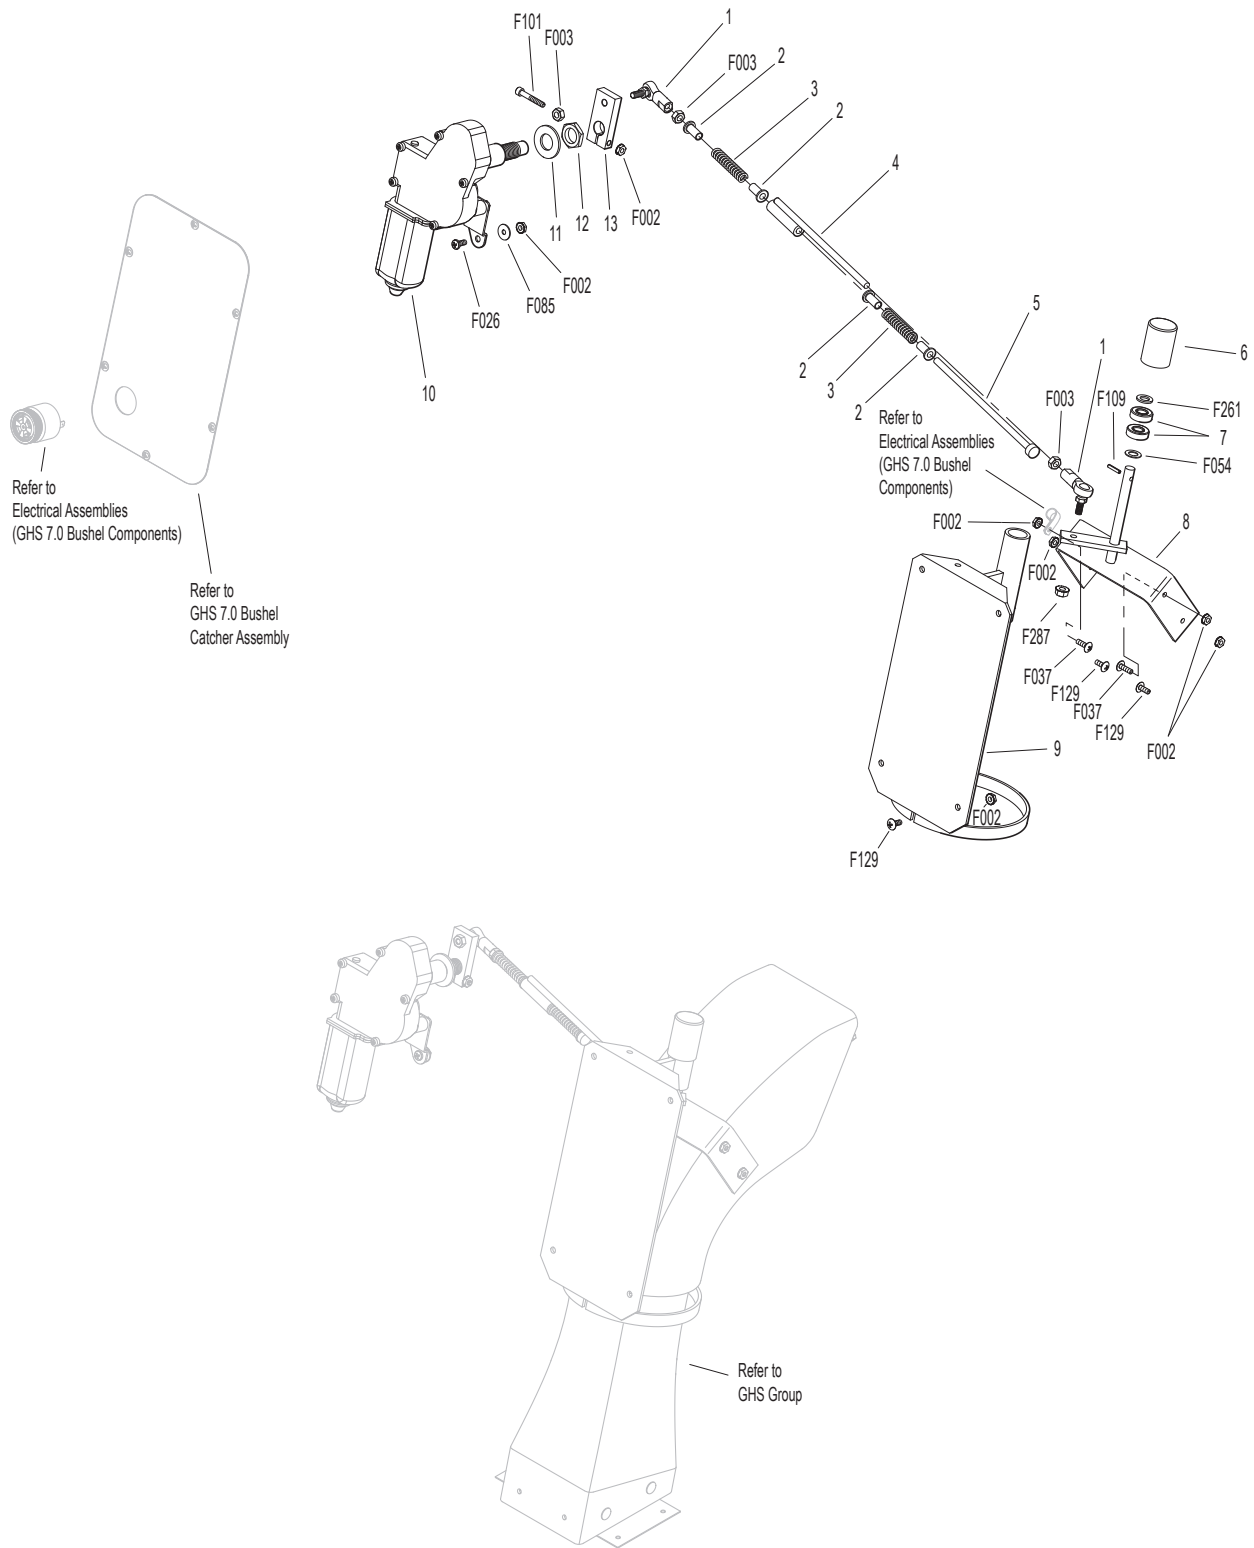 F101
F003
1
F003
2
3
2
4
11
12
13
F002
F026
F085
F002
10
2
3
2
5
1
6
F003
F109
F261
7
F054
Refer to
Electrical Assemblies
(GHS 7.0 Bushel
Components)
F002
F002
8
F287
F037
F129
F037
F129
F002
9
F002
F129
Refer to
Electrical Assemblies
(GHS 7.0 Bushel Components)
Refer to
GHS 7.0 Bushel
Catcher Assembly
Refer to
GHS Group